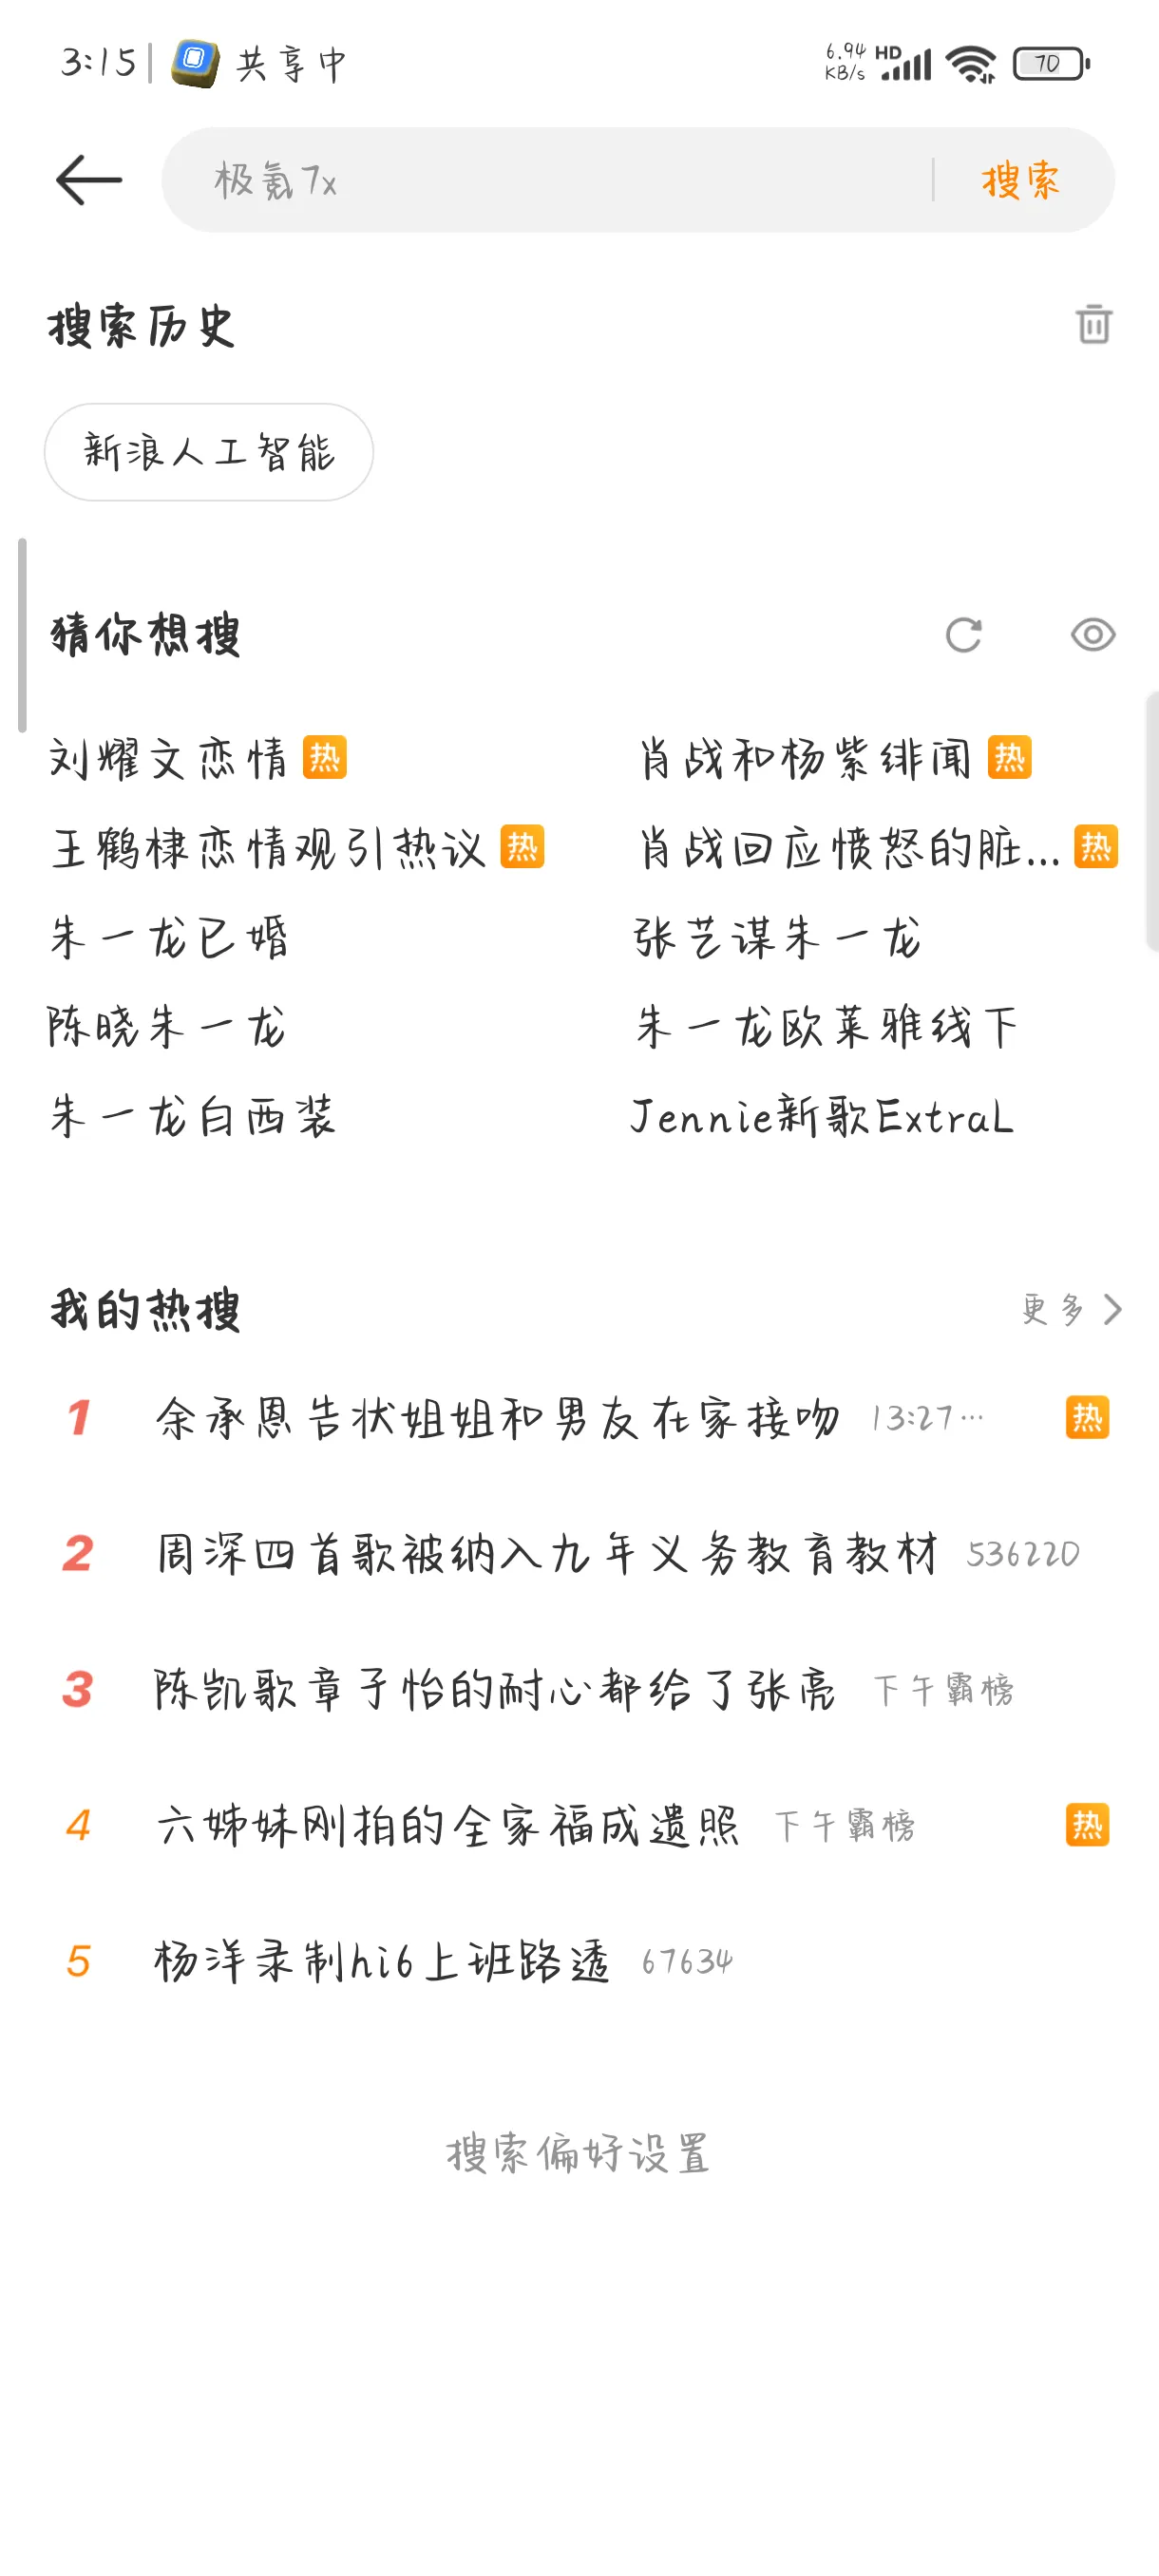 3:15 共享中 6.94 KB/s HD 70
极氪7x 搜索
搜索历史
新浪人工智能
猜你想搜
刘耀文恋情 热 肖战和杨紫绯闻 热
王鹤棣恋情观引热议 热 肖战回应愤怒的脏... 热
朱一龙已婚 张艺谋朱一龙
陈晓朱一龙 朱一龙欧莱雅线下
朱一龙白西装 Jennie新歌ExtraL
我的热搜 更多
1 余承恩告状姐姐和男友在家接吻 13:27… 热
2 周深四首歌被纳入九年义务教育教材 536220
3 陈凯歌章子怡的耐心都给了张亮 下午霸榜
4 六姊妹刚拍的全家福成遗照 下午霸榜 热
5 杨洋录制hi6上班路透 67634
搜索偏好设置